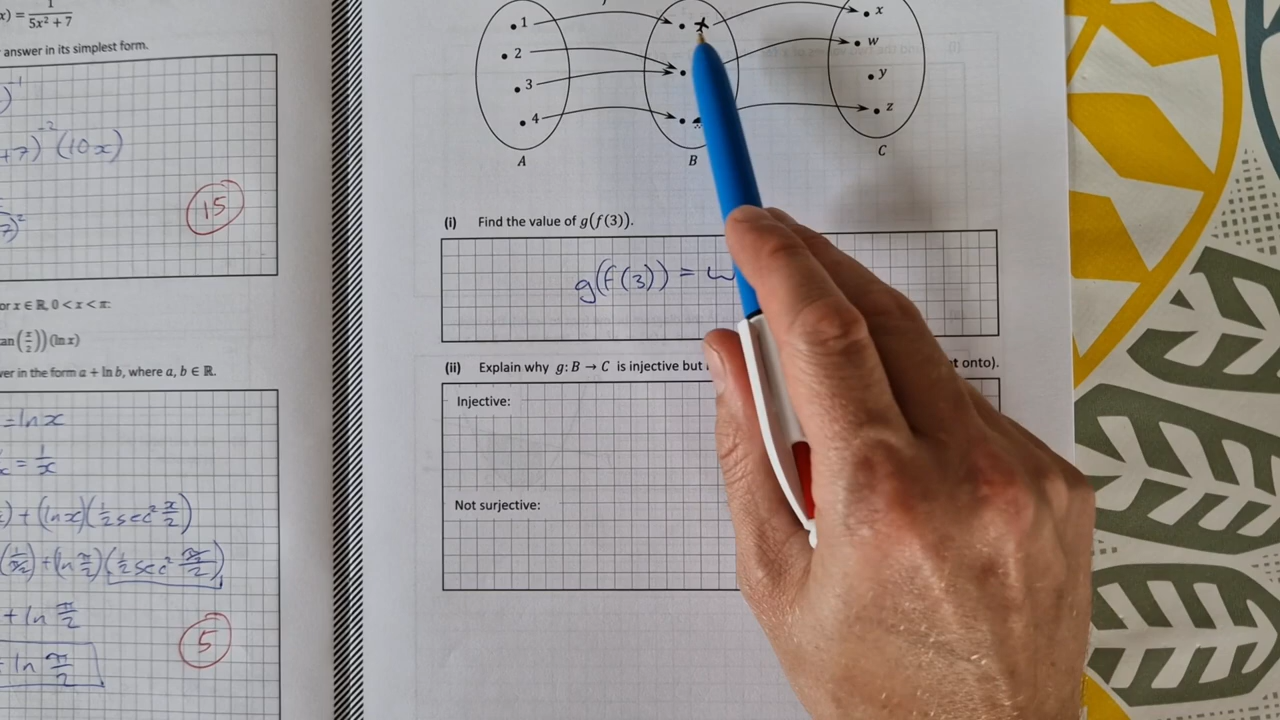 x) = 1/(5x² + 7)
answer in its simplest form.
)⁻¹
+7)⁻²(10x)
7)²
15
or x ∈ ℝ, 0 < x < π:
an(x/2))(ln x)
ver in the form a + ln b, where a, b ∈ ℝ.
= ln x
= 1/x
) + (ln x)(½ sec² x/2)
+ (ln π/2)(½ sec²
+ ln π/2
5
ln π/2
1
2
3
4
A
B
x
w
y
z
C
(i) Find the value of g(f(3)).
g(f(3)) = w
(ii) Explain why g: B → C is injective but
t onto).
Injective:
Not surjective: